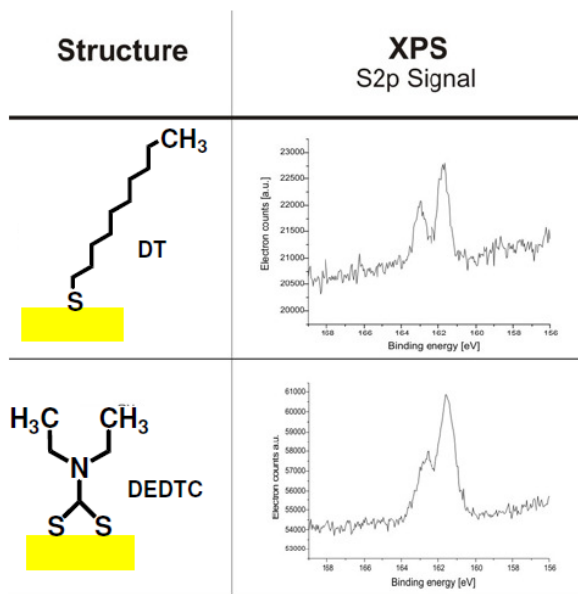 Structure
XPS
S2p Signal
CH3
DT
S
Electron counts [a.u.]
23000
22500
22000
21500
21000
20500
20000
168 166 164 162 160 158 156
Binding energy [eV]
H3C
CH3
N
DEDTC
S S
Electron counts a.u.
61000
60000
59000
58000
57000
56000
55000
54000
53000
168 166 164 162 160 158 156
Binding energy [eV]